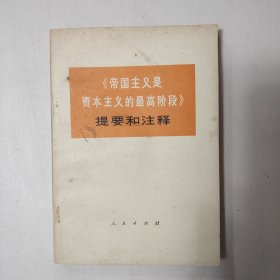 《帝国主义是
资本主义的最高阶段》
提要和注释
人民出版社